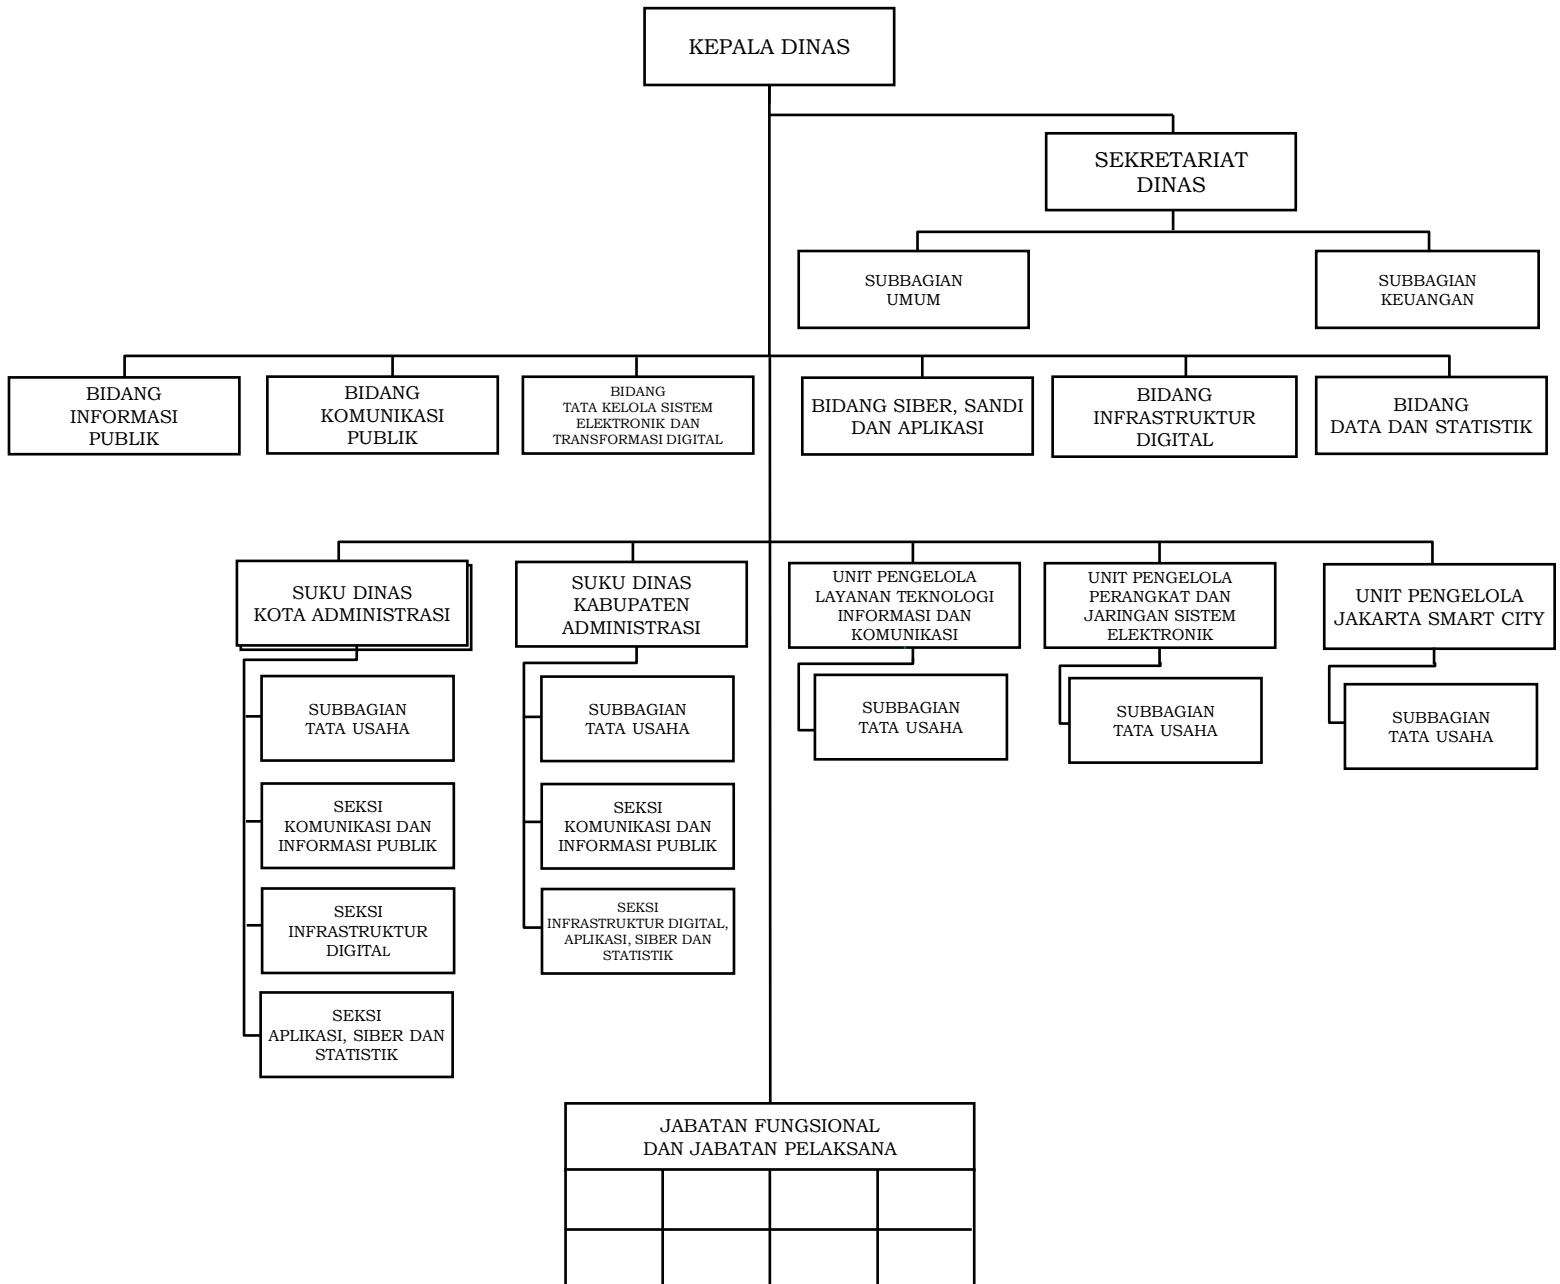 KEPALA DINAS
SEKRETARIAT
DINAS
SUBBAGIAN
UMUM
SUBBAGIAN
KEUANGAN
BIDANG
INFORMASI
PUBLIK
BIDANG
KOMUNIKASI
PUBLIK
BIDANG
TATA KELOLA SISTEM
ELEKTRONIK DAN
TRANSFORMASI DIGITAL
BIDANG SIBER, SANDI
DAN APLIKASI
BIDANG
INFRASTRUKTUR
DIGITAL
BIDANG
DATA DAN STATISTIK
SUKU DINAS
KOTA ADMINISTRASI
SUKU DINAS
KABUPATEN
ADMINISTRASI
UNIT PENGELOLA
LAYANAN TEKNOLOGI
INFORMASI DAN
KOMUNIKASI
UNIT PENGELOLA
PERANGKAT DAN
JARINGAN SISTEM
ELEKTRONIK
UNIT PENGELOLA
JAKARTA SMART CITY
SUBBAGIAN
TATA USAHA
SUBBAGIAN
TATA USAHA
SUBBAGIAN
TATA USAHA
SUBBAGIAN
TATA USAHA
SUBBAGIAN
TATA USAHA
SEKSI
KOMUNIKASI DAN
INFORMASI PUBLIK
SEKSI
KOMUNIKASI DAN
INFORMASI PUBLIK
SEKSI
INFRASTRUKTUR
DIGITAL
SEKSI
INFRASTRUKTUR DIGITAL,
APLIKASI, SIBER DAN
STATISTIK
SEKSI
APLIKASI, SIBER DAN
STATISTIK
JABATAN FUNGSIONAL
DAN JABATAN PELAKSANA